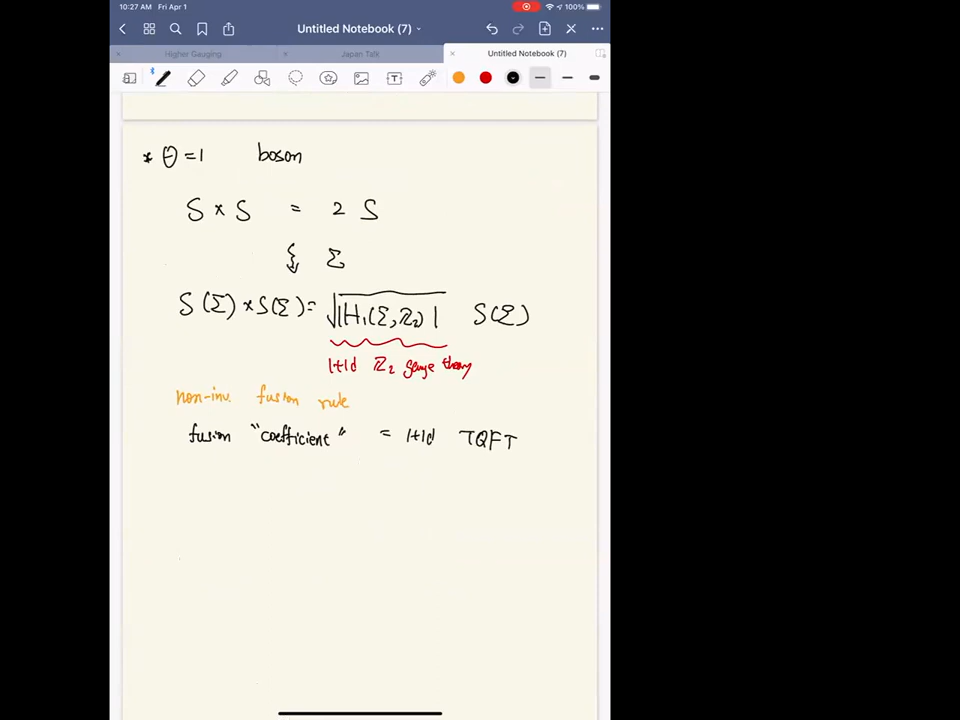 10:27 AM Fri Apr 1
100%
Untitled Notebook (7)
Higher Gauging
Japan Talk
Untitled Notebook (7)
* θ = 1 boson
S × S = 2 S
Σ
S(Σ) × S(Σ) = √|H₁(Σ, ℤ₂)| S(Σ)
1+1d ℤ₂ gauge theory
non-inv. fusion rule
fusion "coefficient" = 1+1d TQFT